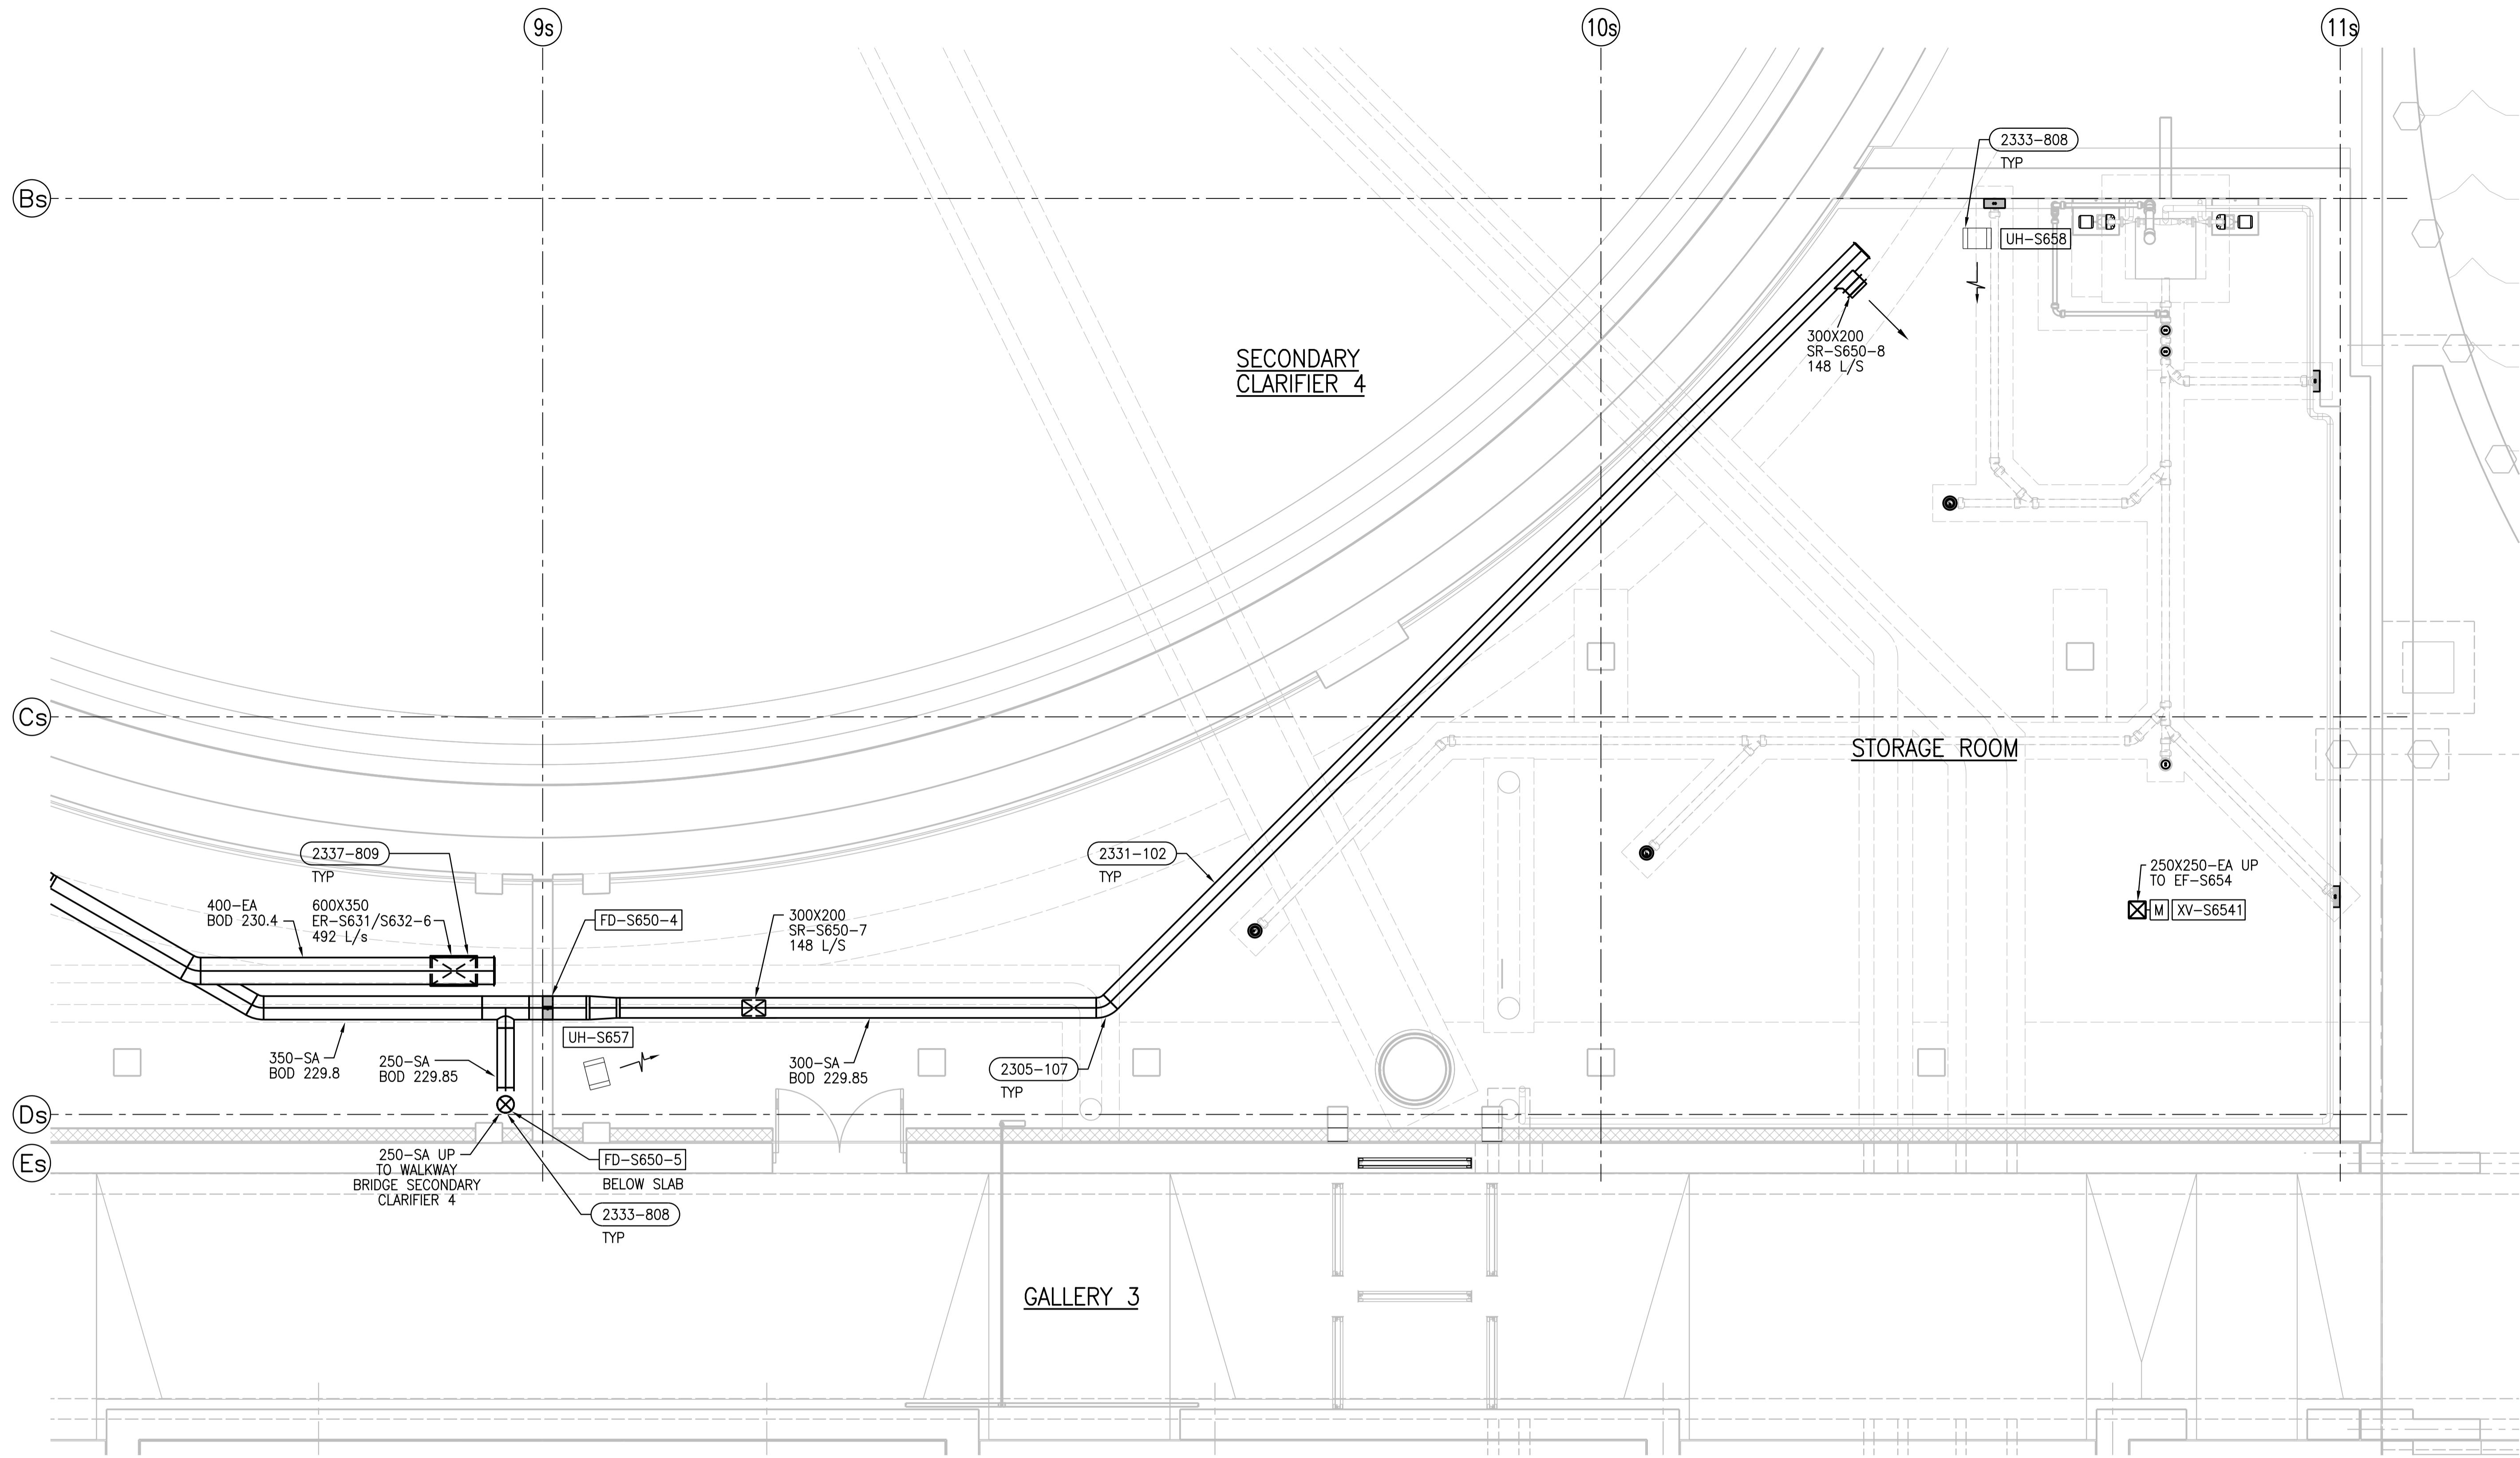 9s
10s
11s
Bs
2333-808
TYP
UH-S658
300X200
SR-S650-8
148 L/S
SECONDARY
CLARIFIER 4
Cs
STORAGE ROOM
2337-809
TYP
2331-102
TYP
400-EA
BOD 230.4
600X350
ER-S631/S632-6
492 L/s
FD-S650-4
300X200
SR-S650-7
148 L/S
250X250-EA UP
TO EF-S654
M
XV-S6541
UH-S657
350-SA
BOD 229.8
250-SA
BOD 229.85
300-SA
BOD 229.85
2305-107
TYP
Ds
Es
250-SA UP
TO WALKWAY
BRIDGE SECONDARY
CLARIFIER 4
FD-S650-5
BELOW SLAB
2333-808
TYP
GALLERY 3